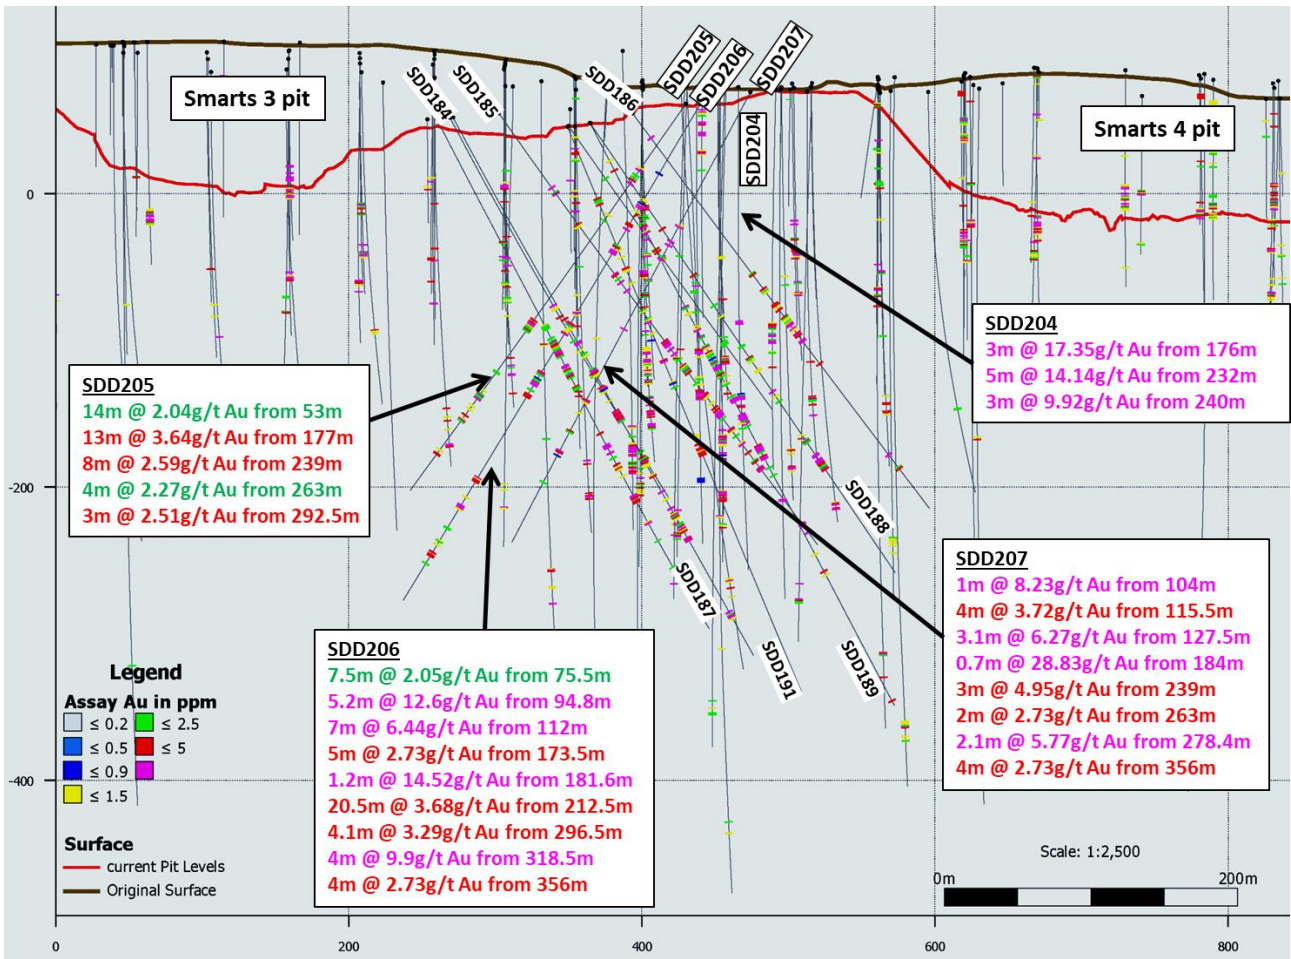 SDD205
SDD206
SDD207
SDD184
SDD185
SDD186
SDD204
Smarts 3 pit
Smarts 4 pit
0
-200
-400
SDD204
3m @ 17.35g/t Au from 176m
5m @ 14.14g/t Au from 232m
3m @ 9.92g/t Au from 240m
SDD205
14m @ 2.04g/t Au from 53m
13m @ 3.64g/t Au from 177m
8m @ 2.59g/t Au from 239m
4m @ 2.27g/t Au from 263m
3m @ 2.51g/t Au from 292.5m
SDD188
SDD187
SDD191
SDD189
SDD207
1m @ 8.23g/t Au from 104m
4m @ 3.72g/t Au from 115.5m
3.1m @ 6.27g/t Au from 127.5m
0.7m @ 28.83g/t Au from 184m
3m @ 4.95g/t Au from 239m
2m @ 2.73g/t Au from 263m
2.1m @ 5.77g/t Au from 278.4m
4m @ 2.73g/t Au from 356m
SDD206
7.5m @ 2.05g/t Au from 75.5m
5.2m @ 12.6g/t Au from 94.8m
7m @ 6.44g/t Au from 112m
5m @ 2.73g/t Au from 173.5m
1.2m @ 14.52g/t Au from 181.6m
20.5m @ 3.68g/t Au from 212.5m
4.1m @ 3.29g/t Au from 296.5m
4m @ 9.9g/t Au from 318.5m
4m @ 2.73g/t Au from 356m
Legend
Assay Au in ppm
≤ 0.2 ≤ 2.5
≤ 0.5 ≤ 5
≤ 0.9
≤ 1.5
Surface
current Pit Levels
Original Surface
Scale: 1:2,500
0m 200m
0 200 400 600 800